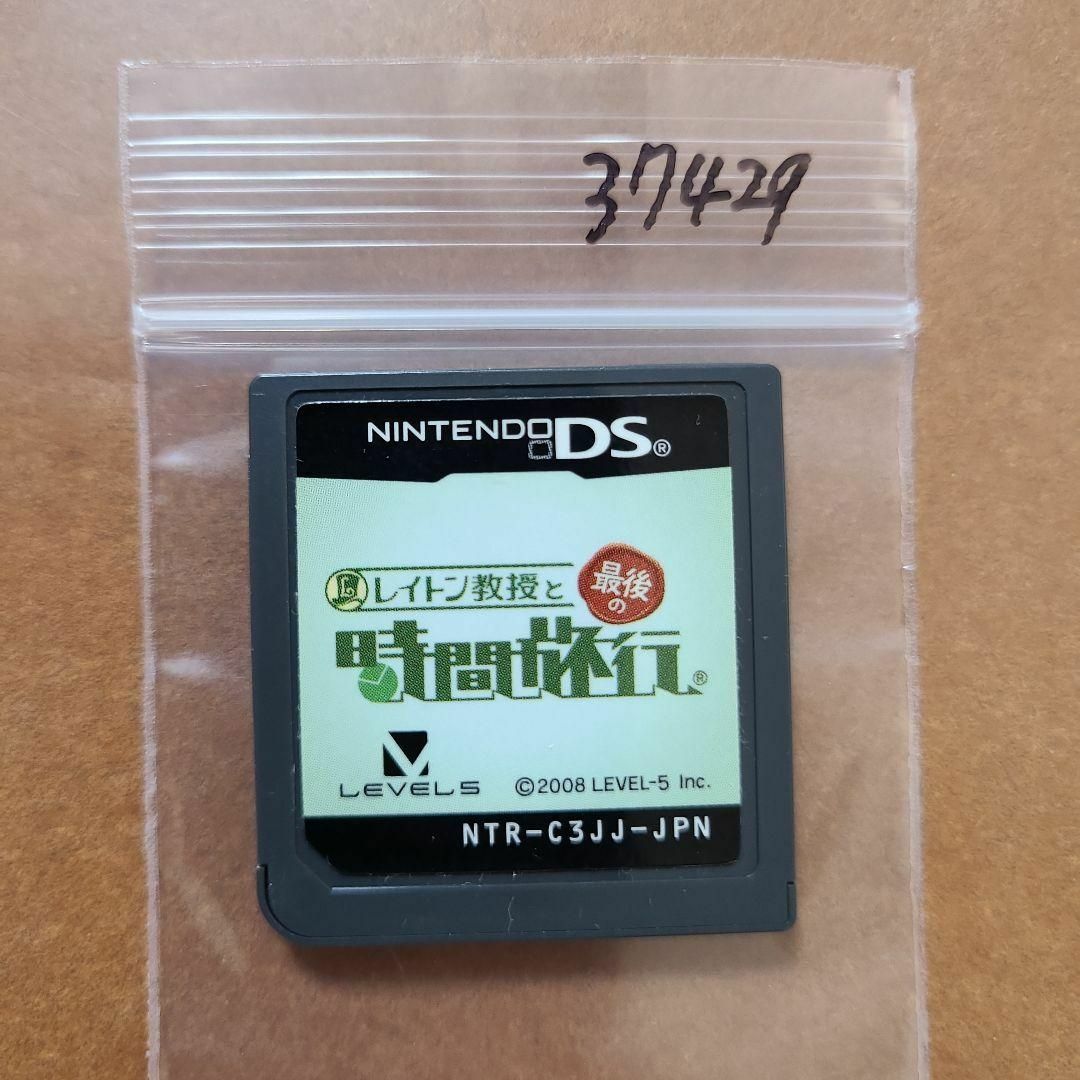 37429
NINTENDO DS®
レイトン教授と
最後の
時間旅行®
LEVEL5
©2008 LEVEL-5 Inc.
NTR-C3JJ-JPN